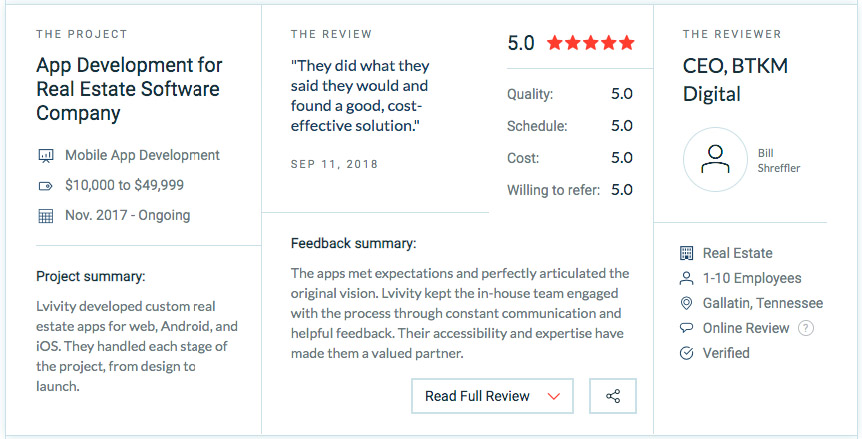 THE PROJECT
App Development for
Real Estate Software
Company
Mobile App Development
$10,000 to $49,999
Nov. 2017 - Ongoing
Project summary:
Lvivity developed custom real
estate apps for web, Android, and
iOS. They handled each stage of
the project, from design to
launch.
THE REVIEW
"They did what they
said they would and
found a good, cost-
effective solution."
SEP 11, 2018
5.0
Quality: 5.0
Schedule: 5.0
Cost: 5.0
Willing to refer: 5.0
Feedback summary:
The apps met expectations and perfectly articulated the
original vision. Lvivity kept the in-house team engaged
with the process through constant communication and
helpful feedback. Their accessibility and expertise have
made them a valued partner.
Read Full Review
THE REVIEWER
CEO, BTKM
Digital
Bill
Shreffler
Real Estate
1-10 Employees
Gallatin, Tennessee
Online Review ?
Verified